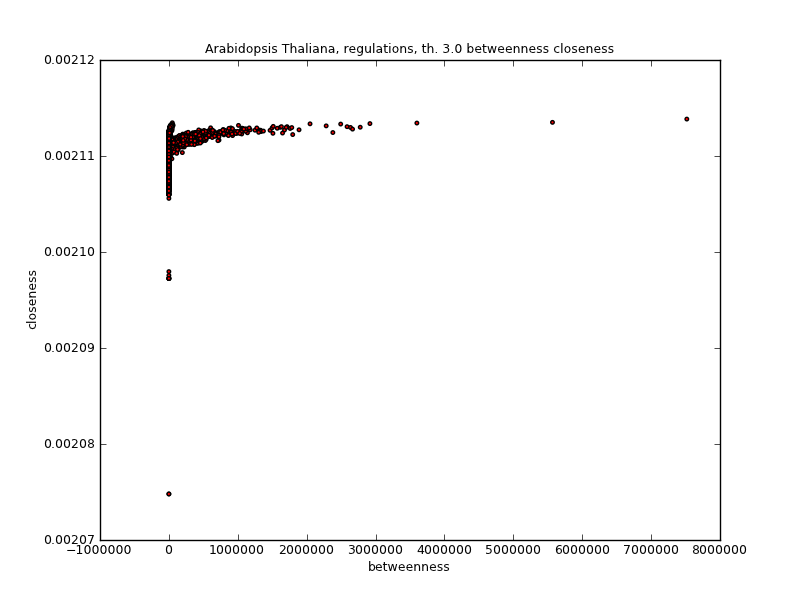 Arabidopsis Thaliana, regulations, th. 3.0 betweenness closeness
0.00212
0.00211
0.00210
0.00209
0.00208
0.00207
closeness
−1000000 0 1000000 2000000 3000000 4000000 5000000 6000000 7000000 8000000
betweenness